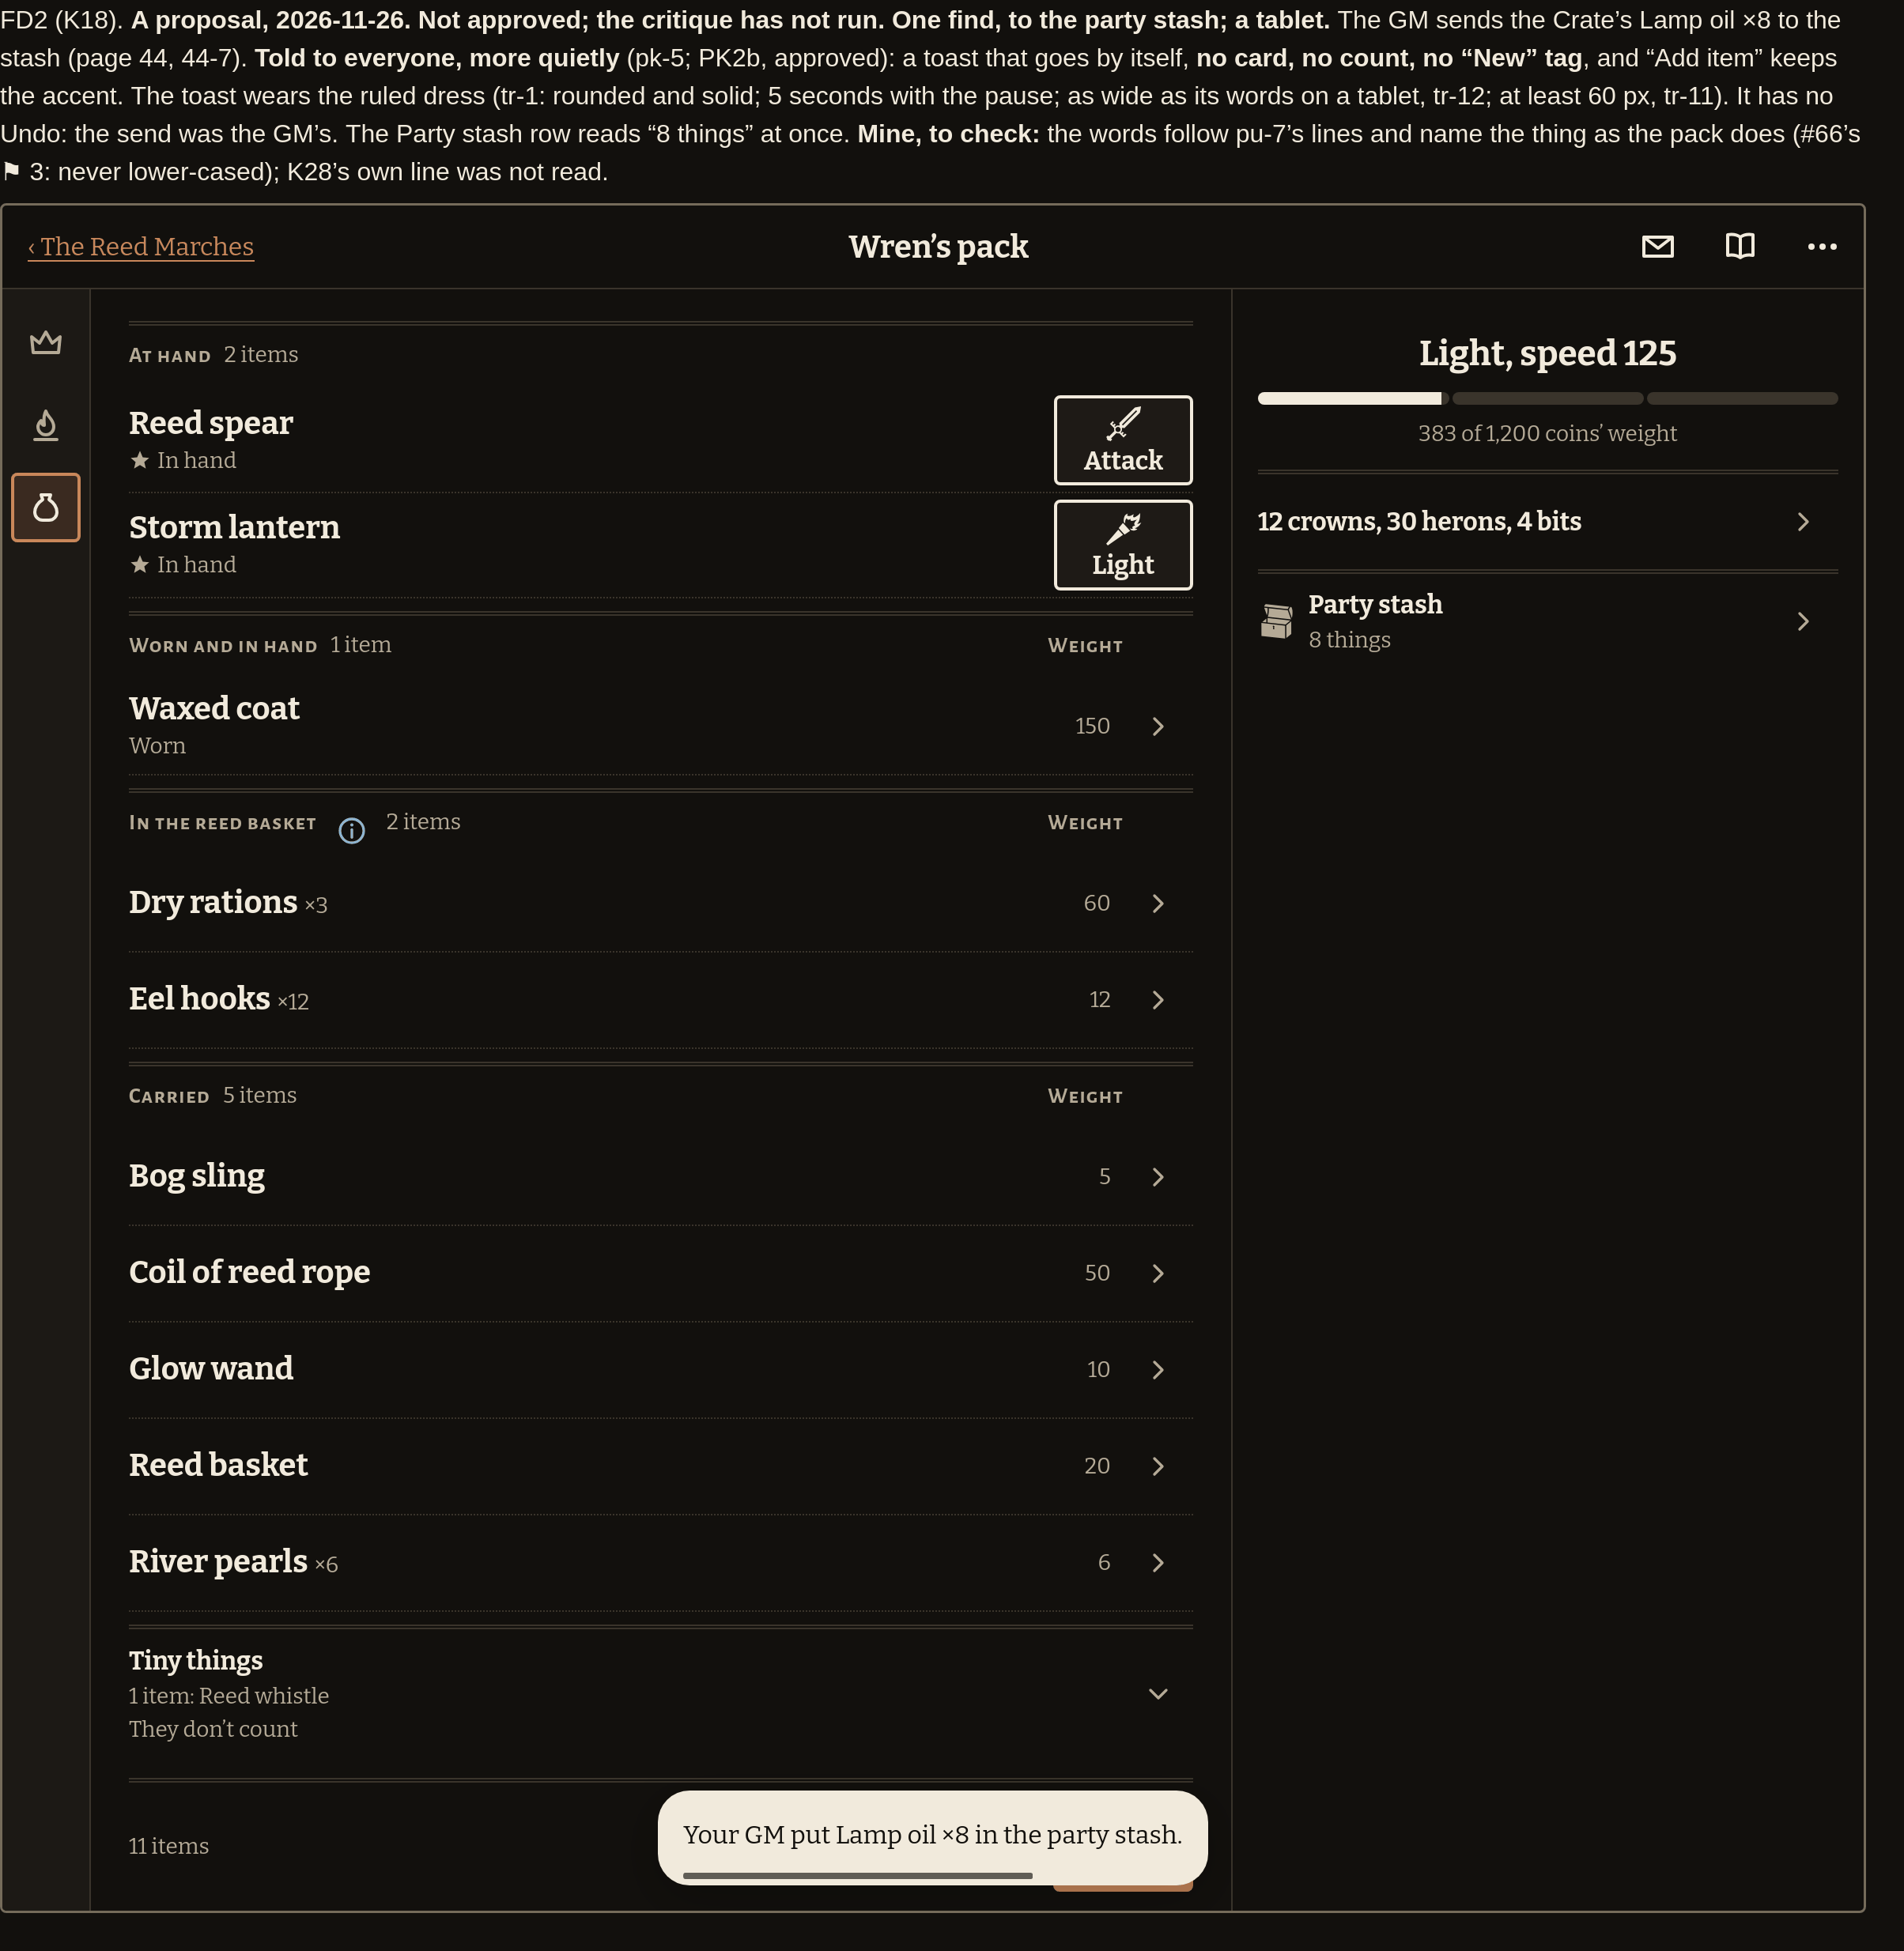 FD2 (K18). A proposal, 2026-11-26. Not approved; the critique has not run. One find, to the party stash; a tablet. The GM sends the Crate’s Lamp oil ×8 to the
stash (page 44, 44-7). Told to everyone, more quietly (pk-5; PK2b, approved): a toast that goes by itself, no card, no count, no “New” tag, and “Add item” keeps
the accent. The toast wears the ruled dress (tr-1: rounded and solid; 5 seconds with the pause; as wide as its words on a tablet, tr-12; at least 60 px, tr-11). It has no
Undo: the send was the GM’s. The Party stash row reads “8 things” at once. Mine, to check: the words follow pu-7’s lines and name the thing as the pack does (#66’s
⚑ 3: never lower-cased); K28’s own line was not read.
‹ The Reed Marches
Wren’s pack
At hand 2 items
Reed spear
★ In hand
Attack
Storm lantern
★ In hand
Light
Worn and in hand 1 item Weight
Waxed coat
Worn
150
In the reed basket 2 items Weight
Dry rations ×3 60
Eel hooks ×12 12
Carried 5 items Weight
Bog sling 5
Coil of reed rope 50
Glow wand 10
Reed basket 20
River pearls ×6 6
Tiny things
1 item: Reed whistle
They don’t count
11 items
Your GM put Lamp oil ×8 in the party stash.
Light, speed 125
383 of 1,200 coins’ weight
12 crowns, 30 herons, 4 bits
Party stash
8 things